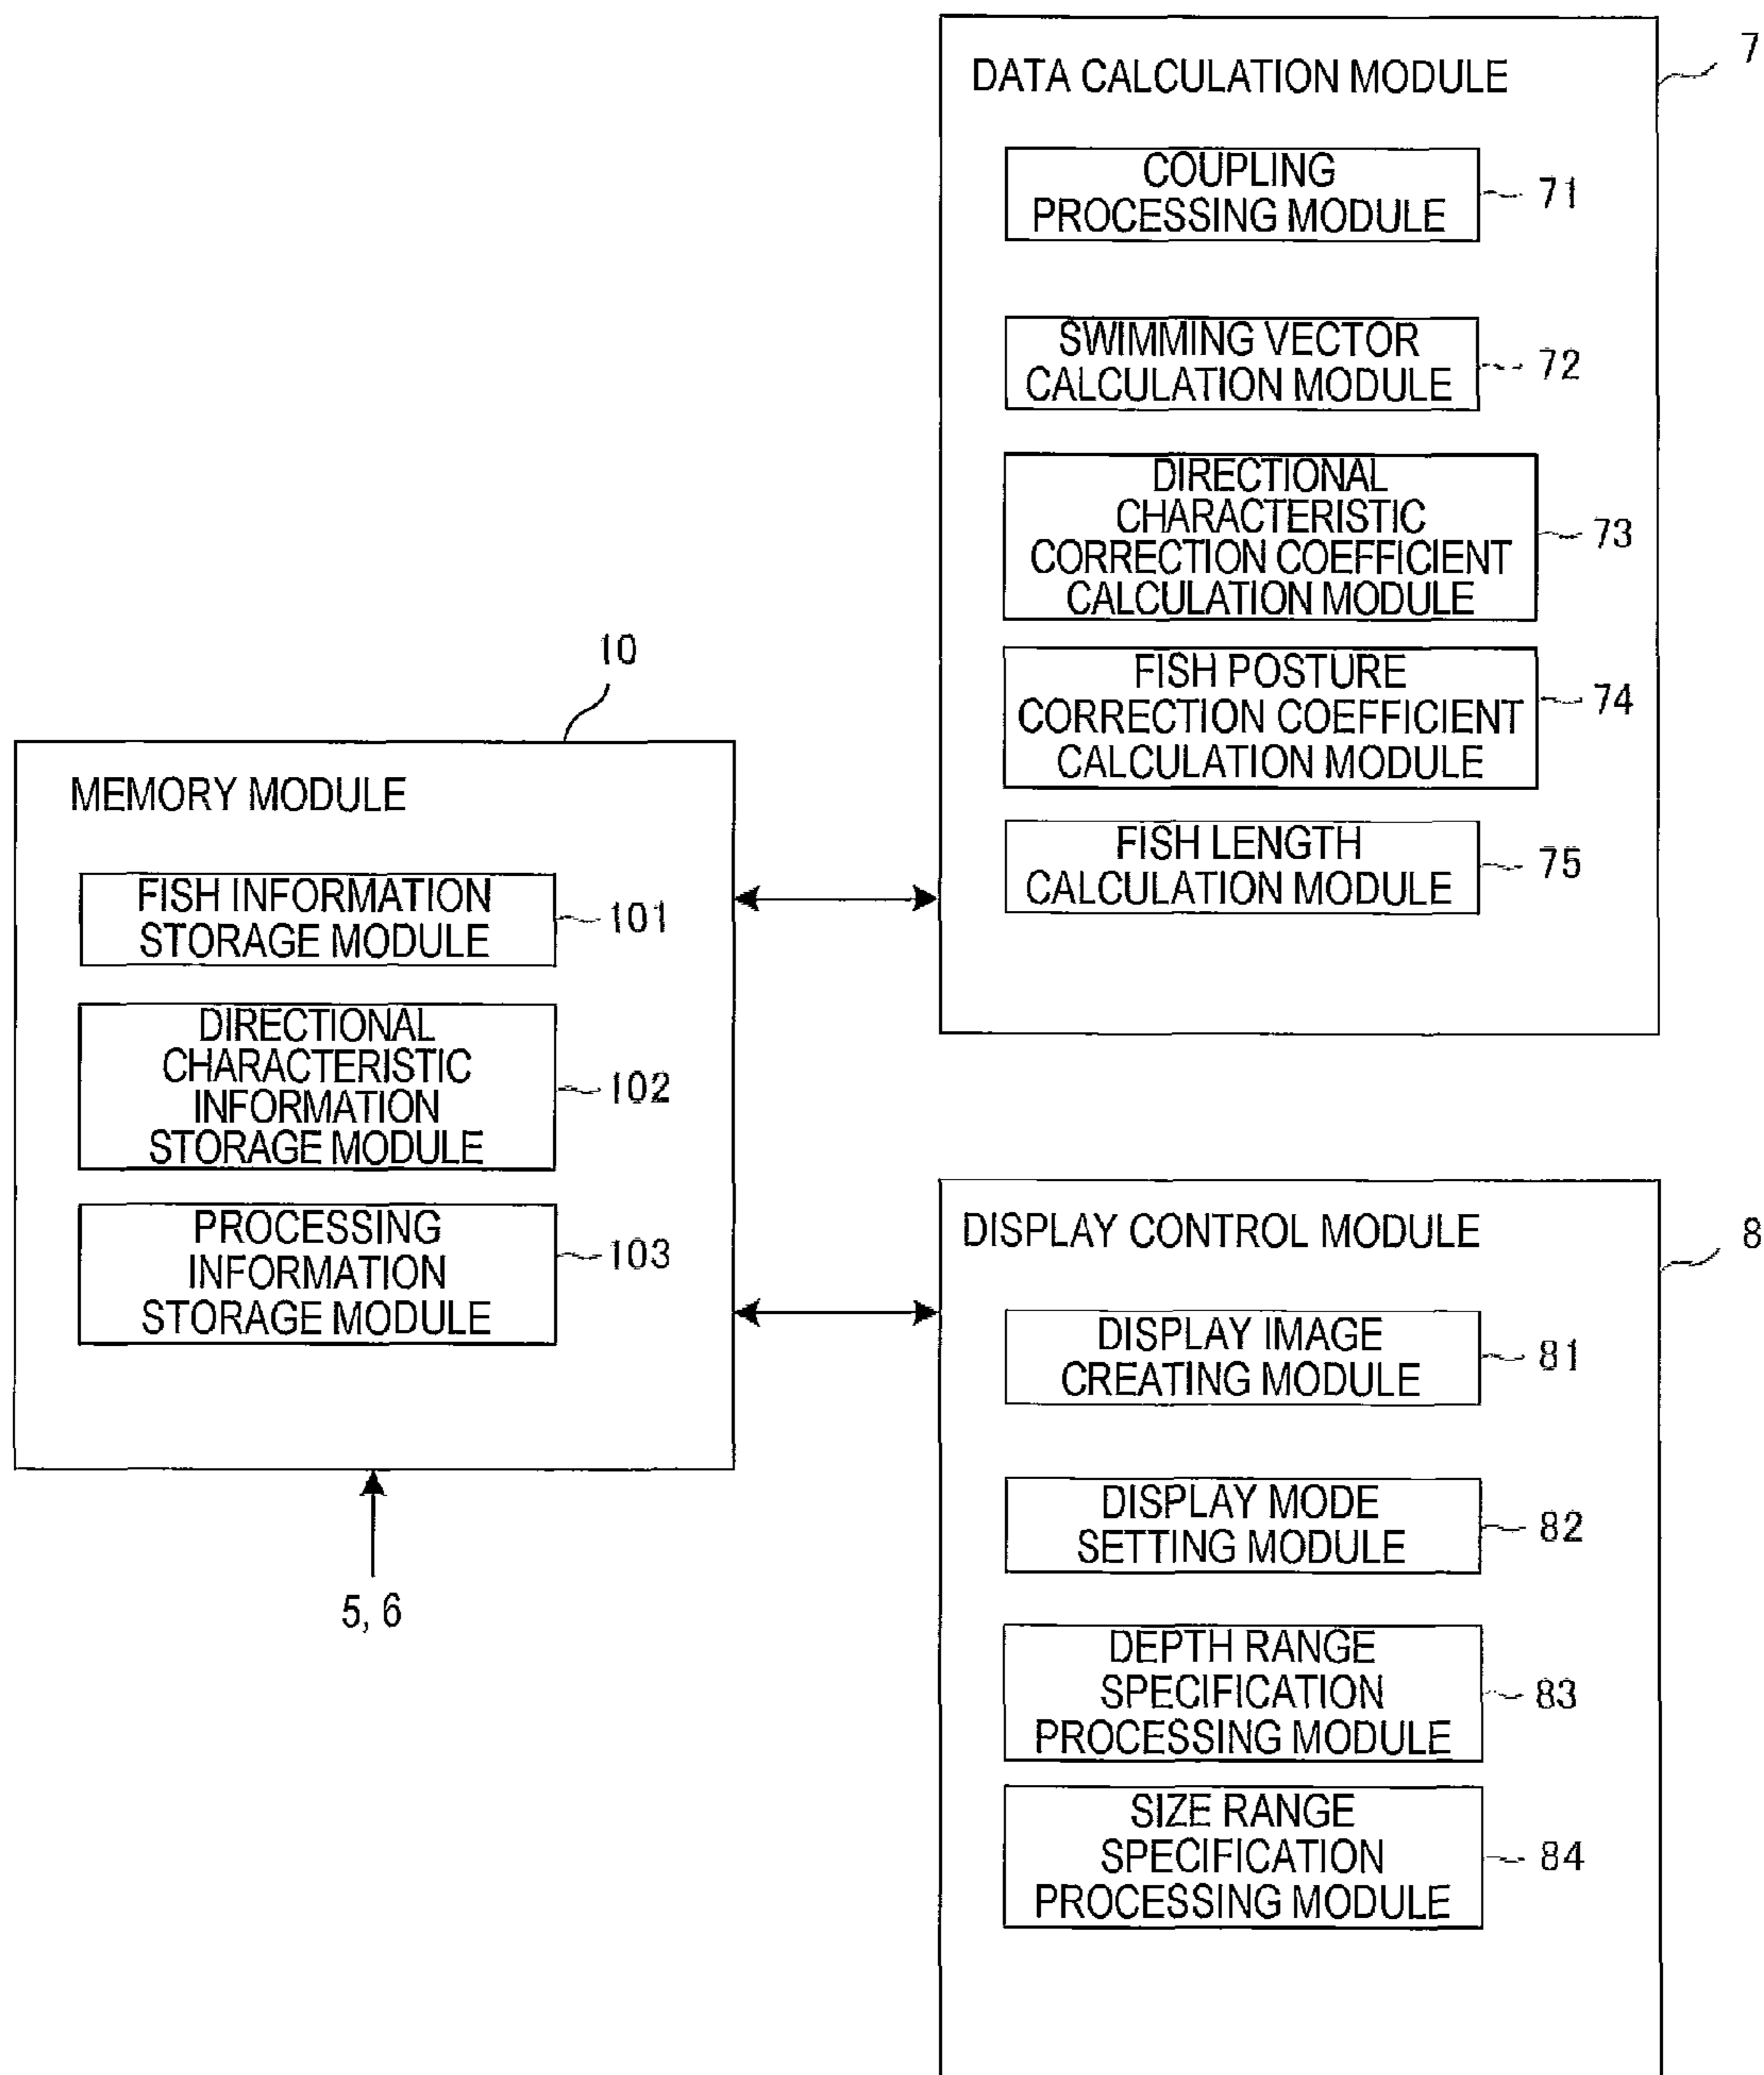 7
DATA CALCULATION MODULE
COUPLING
PROCESSING MODULE
71
SWIMMING VECTOR
CALCULATION MODULE
72
DIRECTIONAL
CHARACTERISTIC
CORRECTION COEFFICIENT
CALCULATION MODULE
73
FISH POSTURE
CORRECTION COEFFICIENT
CALCULATION MODULE
74
FISH LENGTH
CALCULATION MODULE
75
10
MEMORY MODULE
FISH INFORMATION
STORAGE MODULE
101
DIRECTIONAL
CHARACTERISTIC
INFORMATION
STORAGE MODULE
102
PROCESSING
INFORMATION
STORAGE MODULE
103
5, 6
8
DISPLAY CONTROL MODULE
DISPLAY IMAGE
CREATING MODULE
81
DISPLAY MODE
SETTING MODULE
82
DEPTH RANGE
SPECIFICATION
PROCESSING MODULE
83
SIZE RANGE
SPECIFICATION
PROCESSING MODULE
84